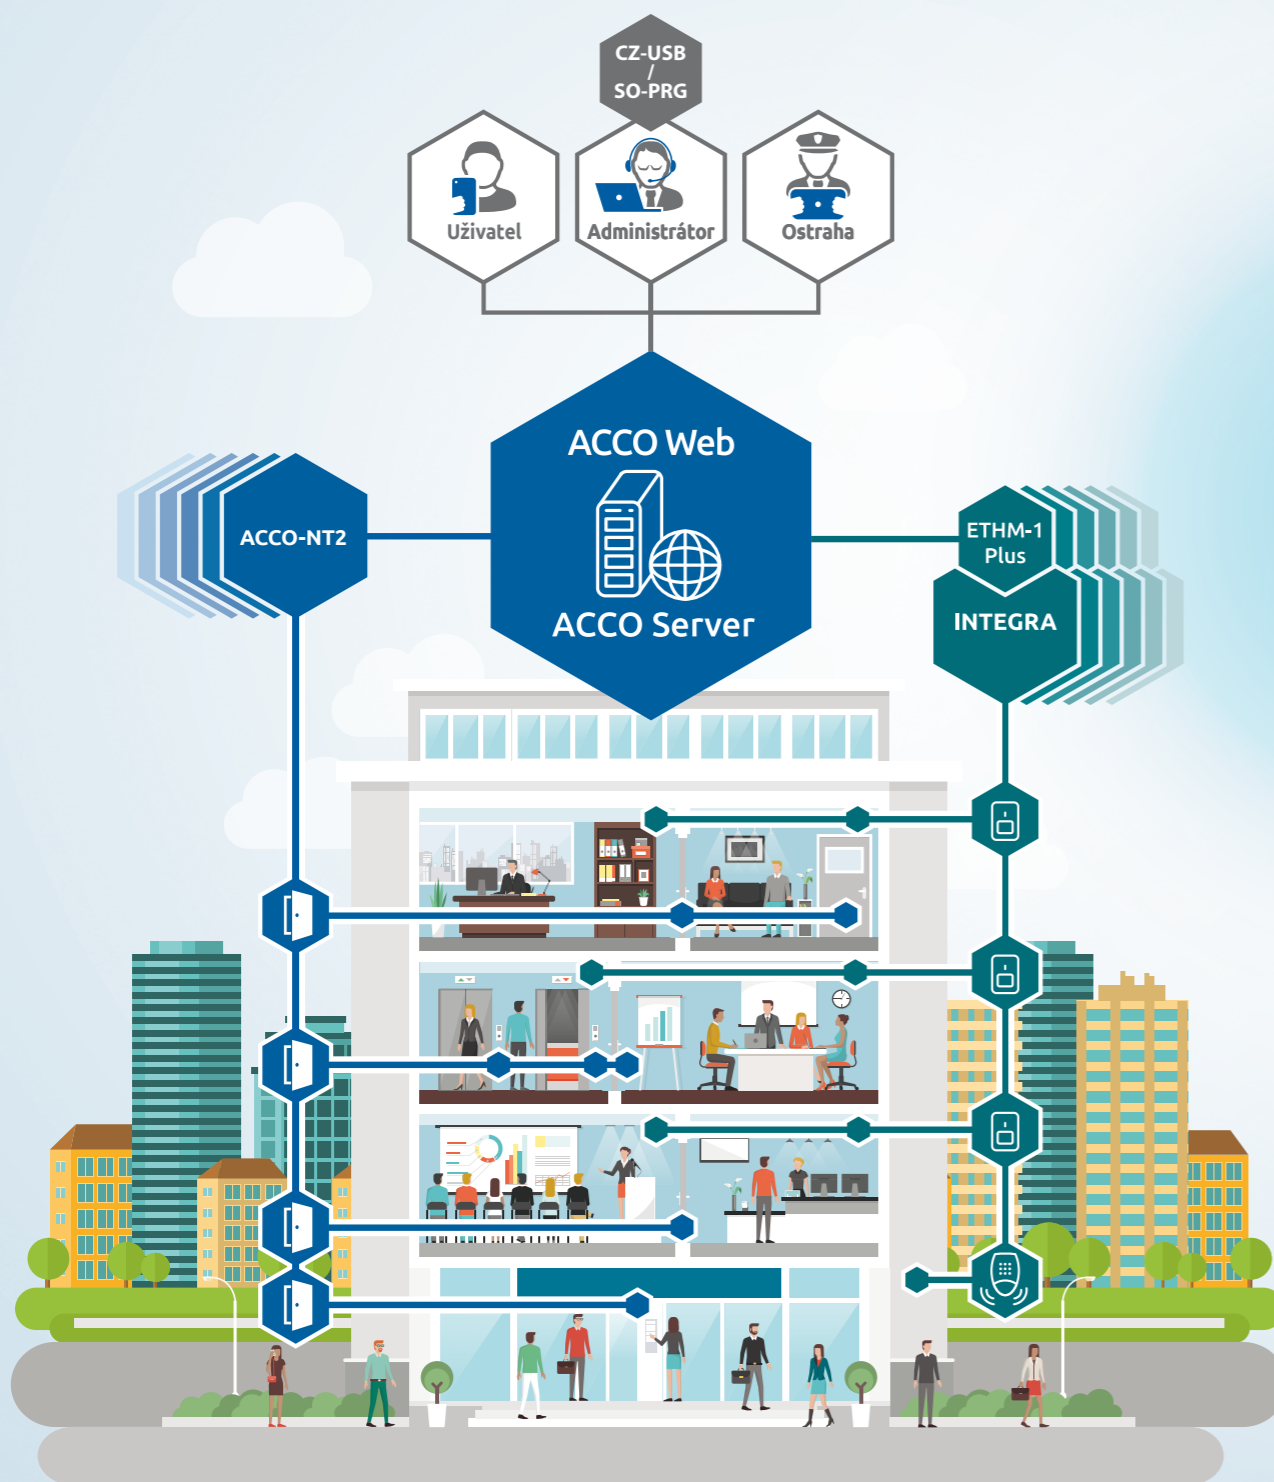 CZ-USB
/
SO-PRG
Uživatel
Administrátor
Ostraha
ACCO Web
ACCO Server
ACCO-NT2
ETHM-1
Plus
INTEGRA